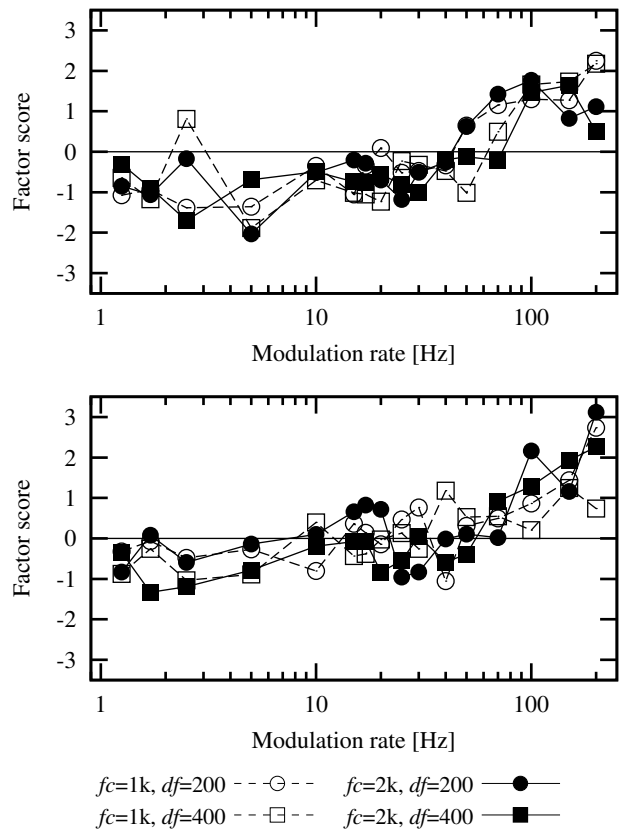 3
2
1
0
-1
-2
-3
Factor score
1 10 100
Modulation rate [Hz]
3
2
1
0
-1
-2
-3
Factor score
1 10 100
Modulation rate [Hz]
fc=1k, df=200 fc=2k, df=200
fc=1k, df=400 fc=2k, df=400